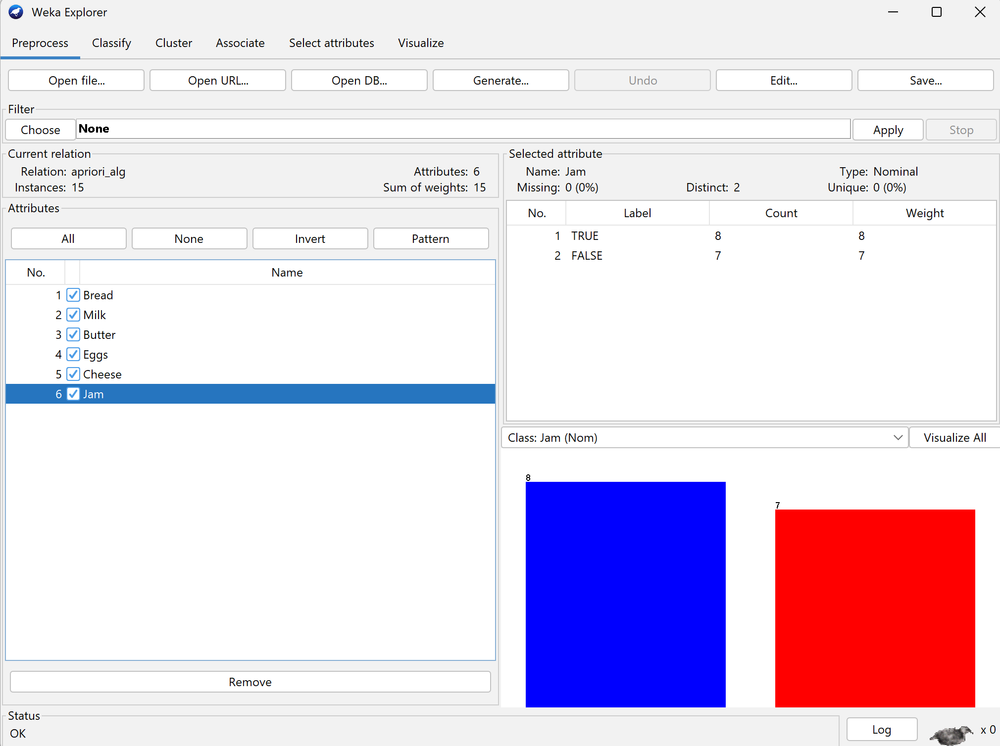 Weka Explorer
Preprocess Classify Cluster Associate Select attributes Visualize
Open file... Open URL... Open DB... Generate... Undo Edit... Save...
Filter
Choose None Apply Stop
Current relation
Relation: apriori_alg Attributes: 6
Instances: 15 Sum of weights: 15
Selected attribute
Name: Jam Type: Nominal
Missing: 0 (0%) Distinct: 2 Unique: 0 (0%)
No. Label Count Weight
1 TRUE 8 8
2 FALSE 7 7
Attributes
All None Invert Pattern
No. Name
1 Bread
2 Milk
3 Butter
4 Eggs
5 Cheese
6 Jam
Remove
Class: Jam (Nom) Visualize All
8
7
Status
OK
Log x 0